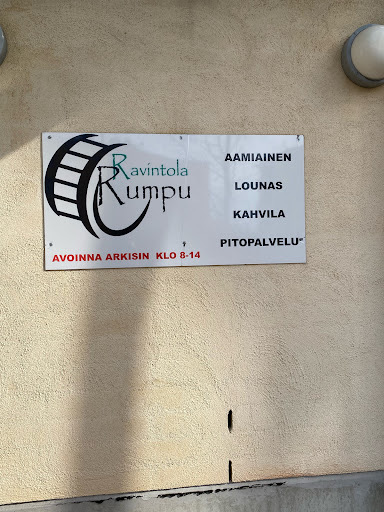 Ravintola
Rumpu
AVOINNA ARKISIN KLO 8-14
AAMIAINEN
LOUNAS
KAHVILA
PITOPALVELU